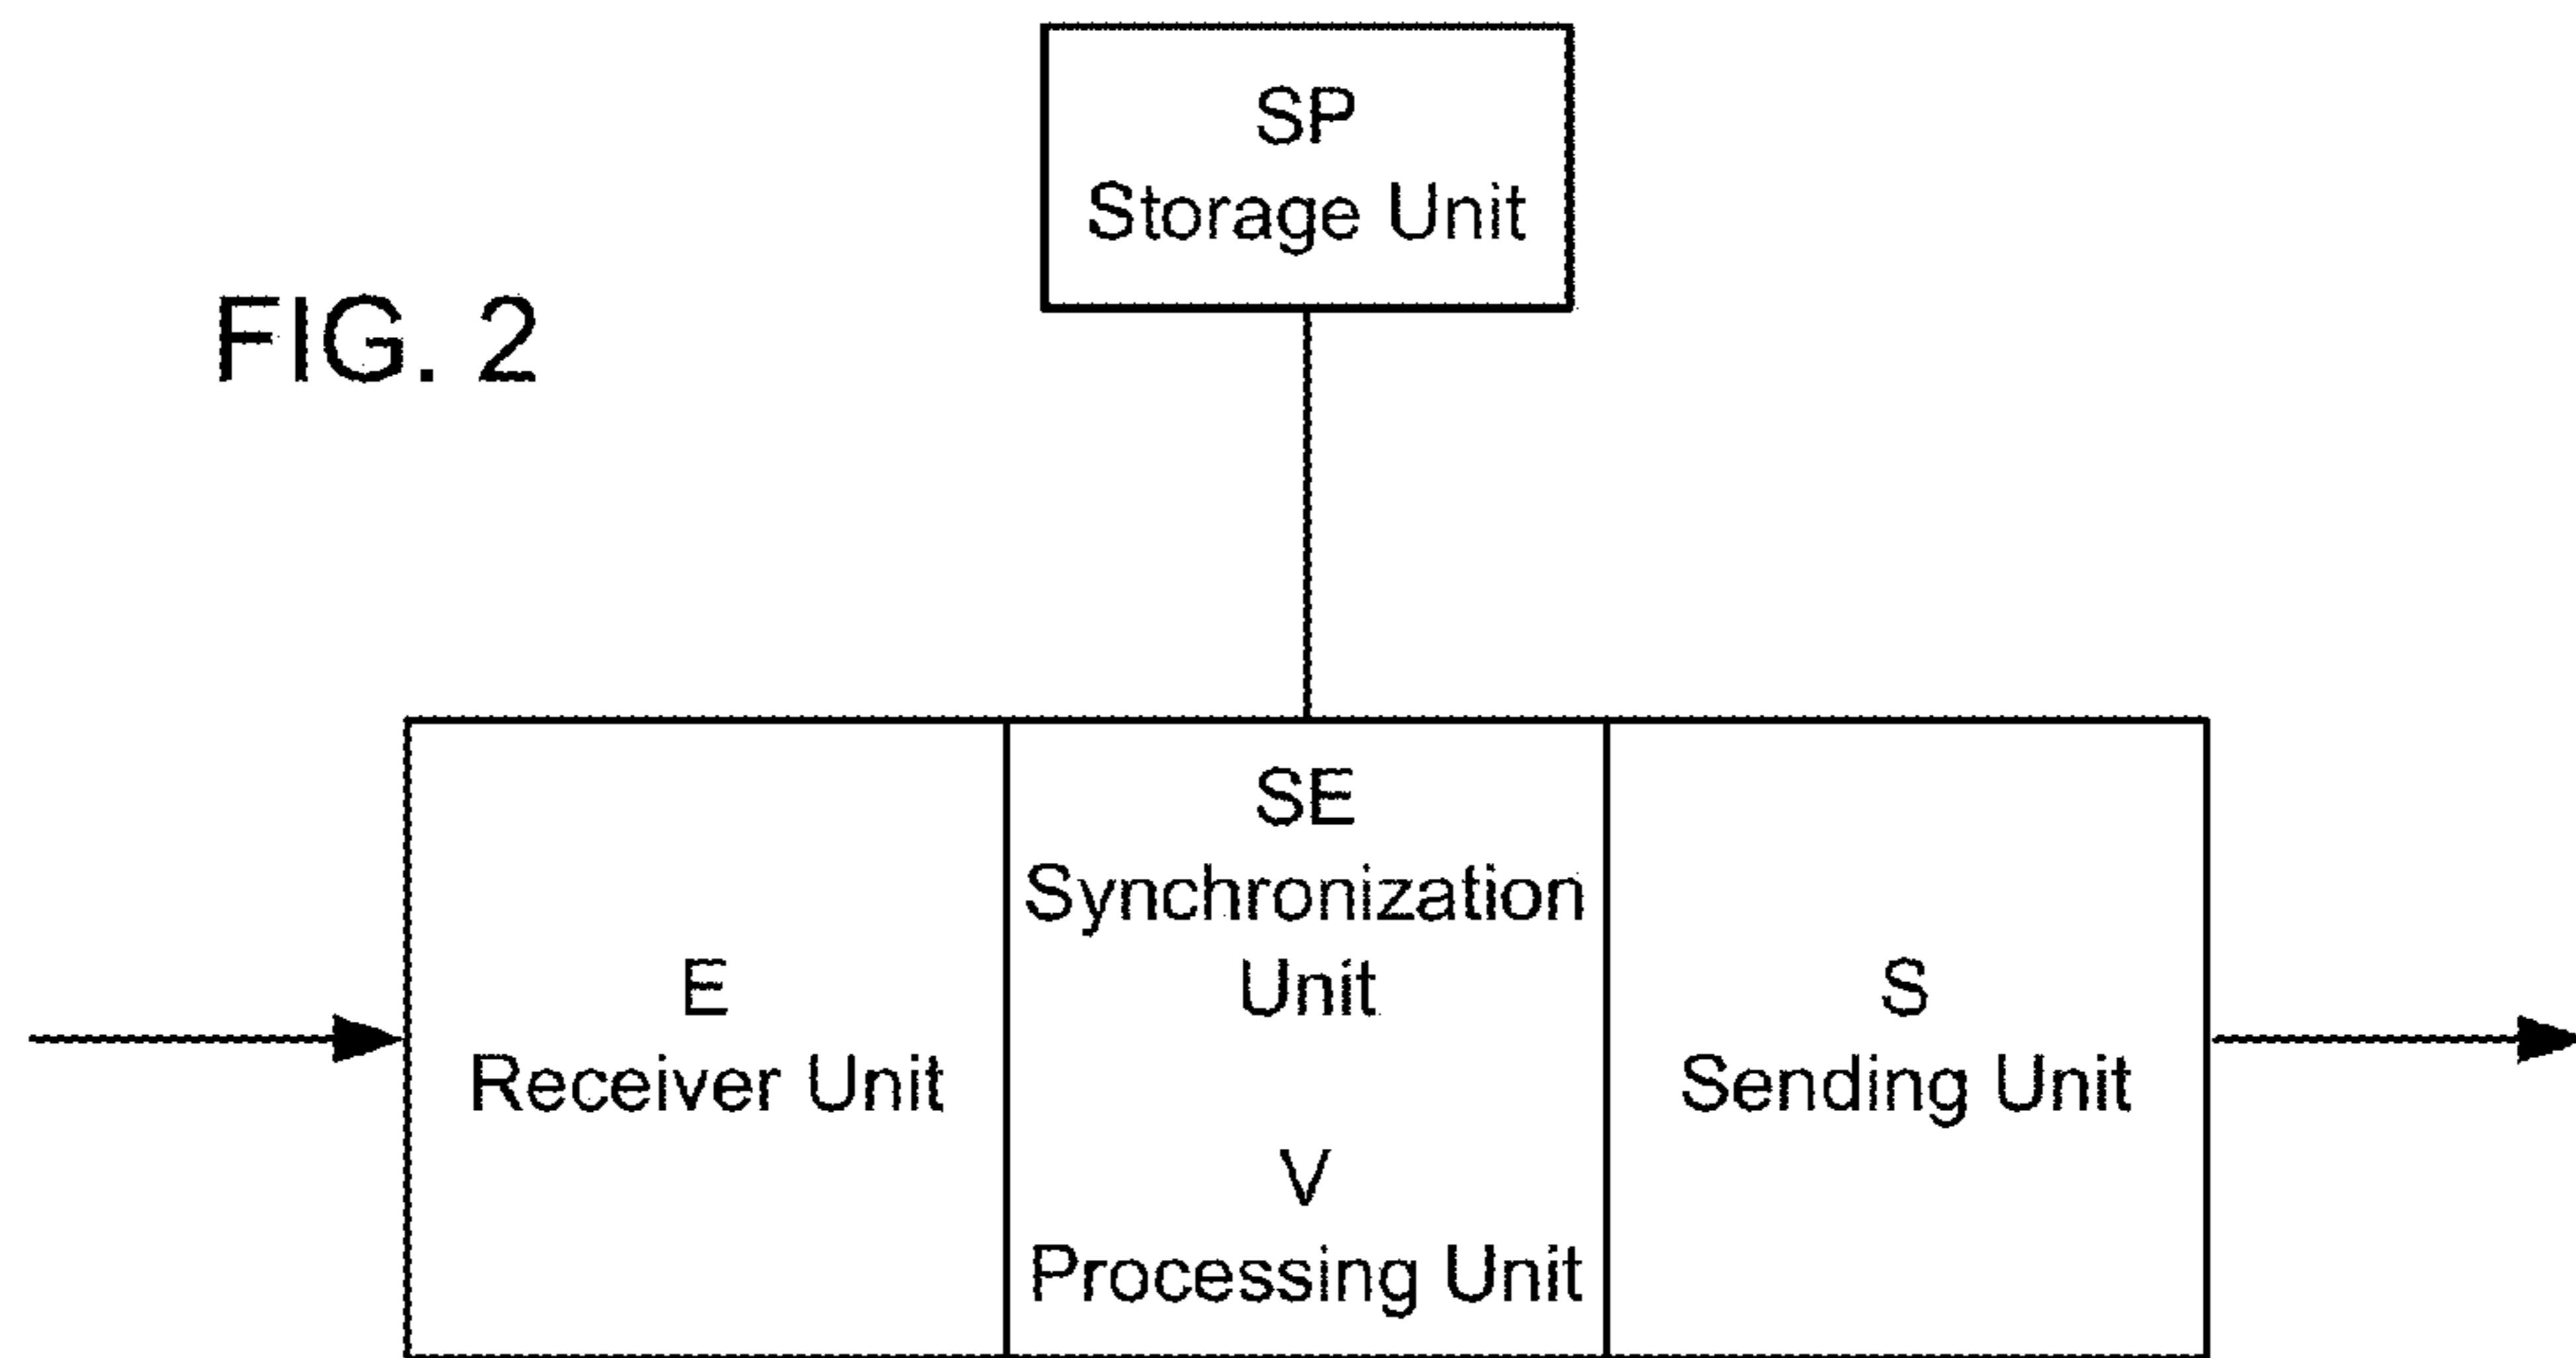 SP
Storage Unit
FIG. 2
SE
Synchronization
Unit
E
Receiver Unit
V
Processing Unit
S
Sending Unit